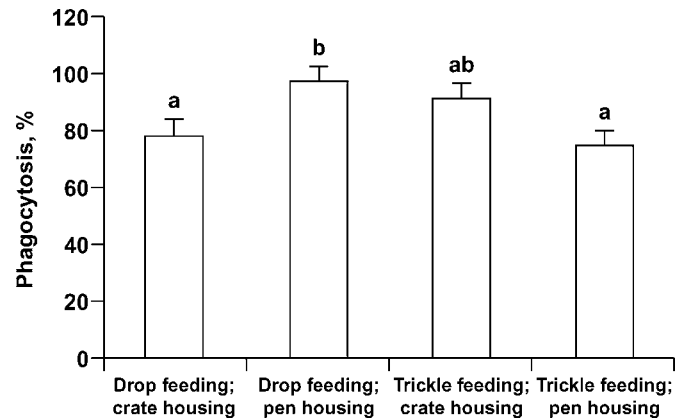 120
100
80
60
40
20
0
Phagocytosis, %
a
b
ab
a
Drop feeding;
crate housing
Drop feeding;
pen housing
Trickle feeding;
crate housing
Trickle feeding;
pen housing